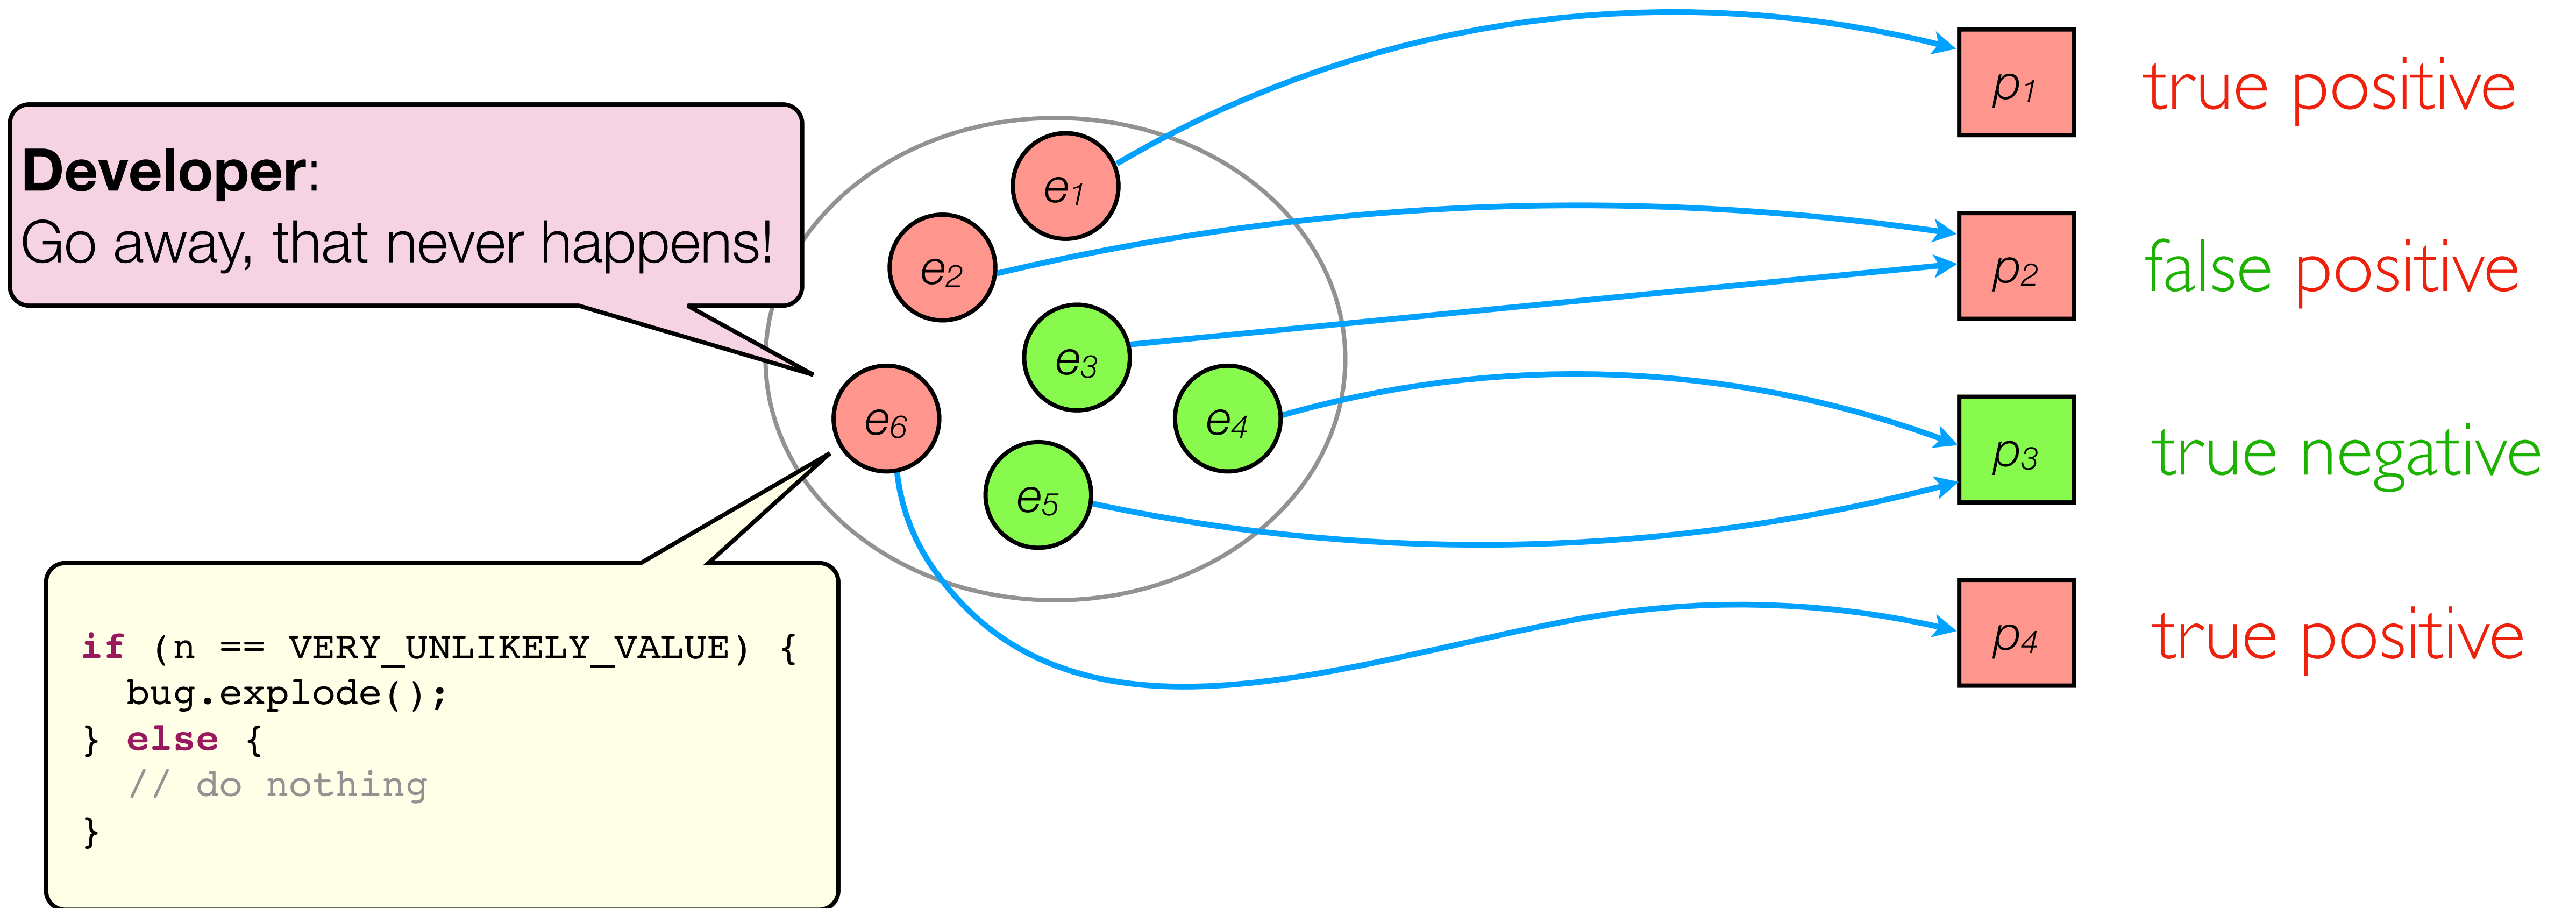 Developer:
Go away, that never happens!
if (n == VERY_UNLIKELY_VALUE) {
  bug.explode();
} else {
  // do nothing
}
e1
e2
e3
e4
e5
e6
p1 true positive
p2 false positive
p3 true negative
p4 true positive